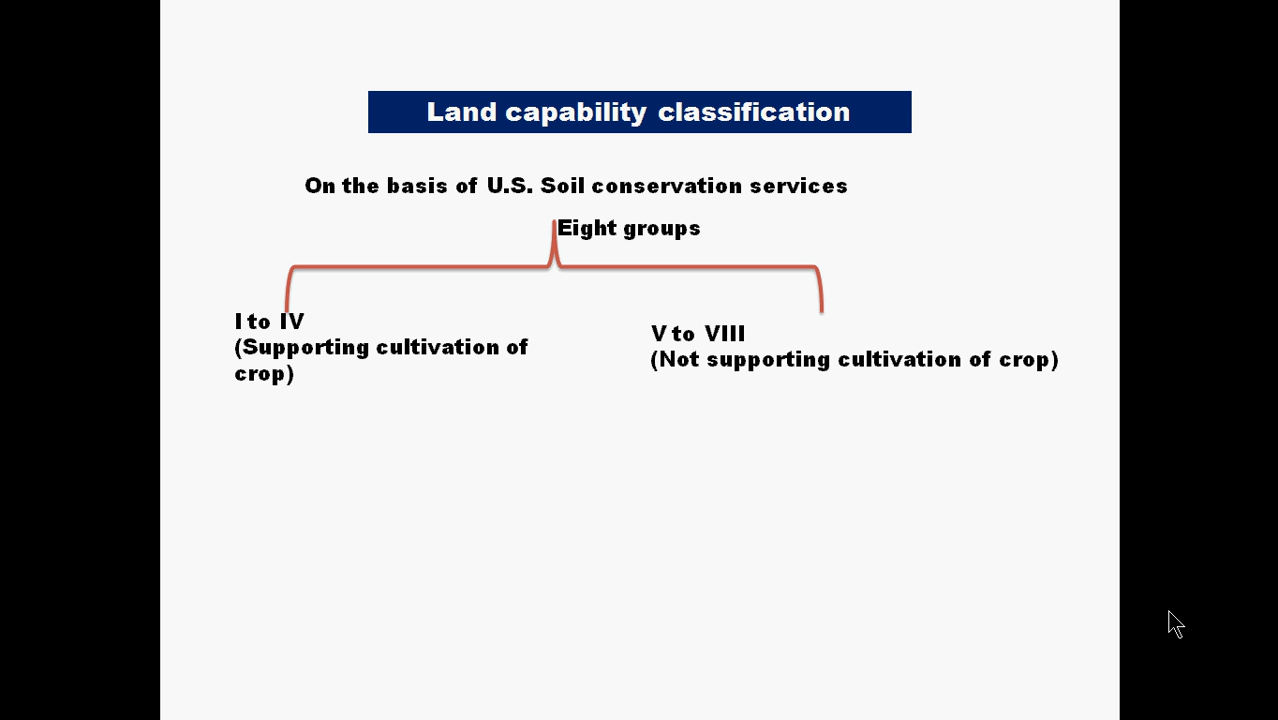 Land capability classification
On the basis of U.S. Soil conservation services
Eight groups
I to IV
(Supporting cultivation of
crop)
V to VIII
(Not supporting cultivation of crop)